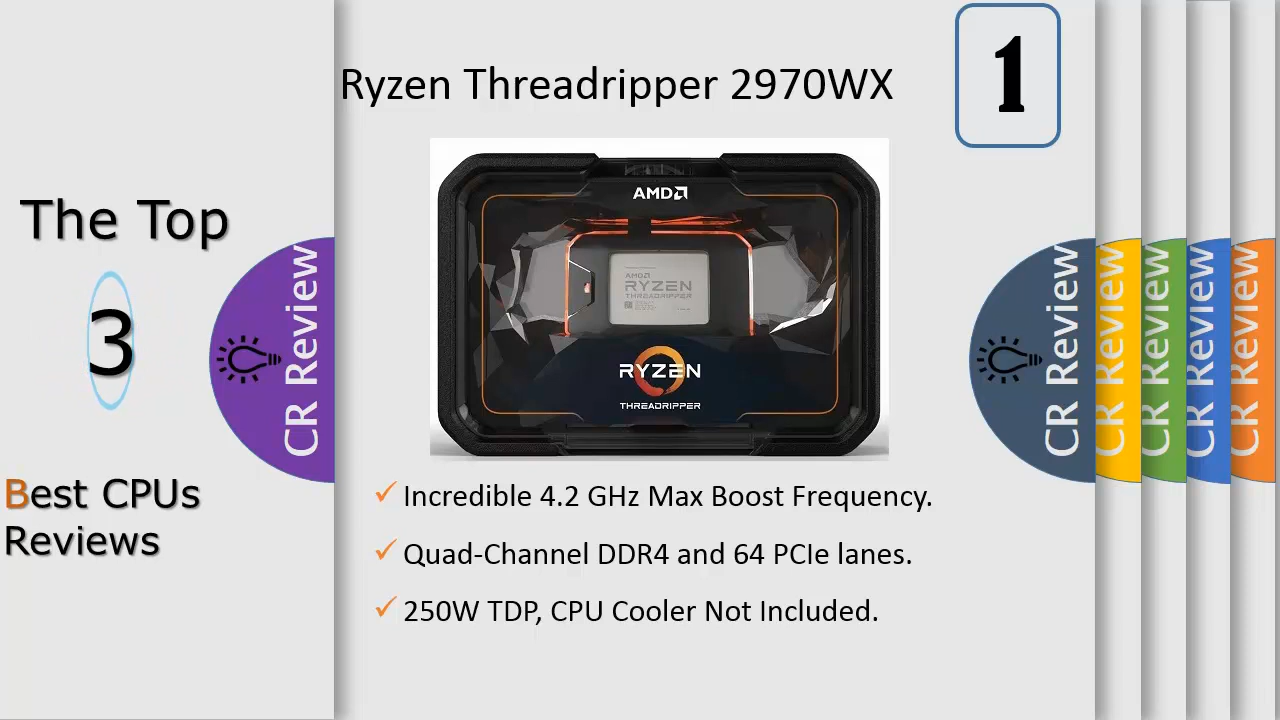 The Top
3
Best CPUs
Reviews
CR Review
Ryzen Threadripper 2970WX
1
AMD
AMD
RYZEN
THREADRIPPER
RYZEN
THREADRIPPER
Incredible 4.2 GHz Max Boost Frequency.
Quad-Channel DDR4 and 64 PCIe lanes.
250W TDP, CPU Cooler Not Included.
CR Review
CR Review
CR Review
CR Review
CR Review